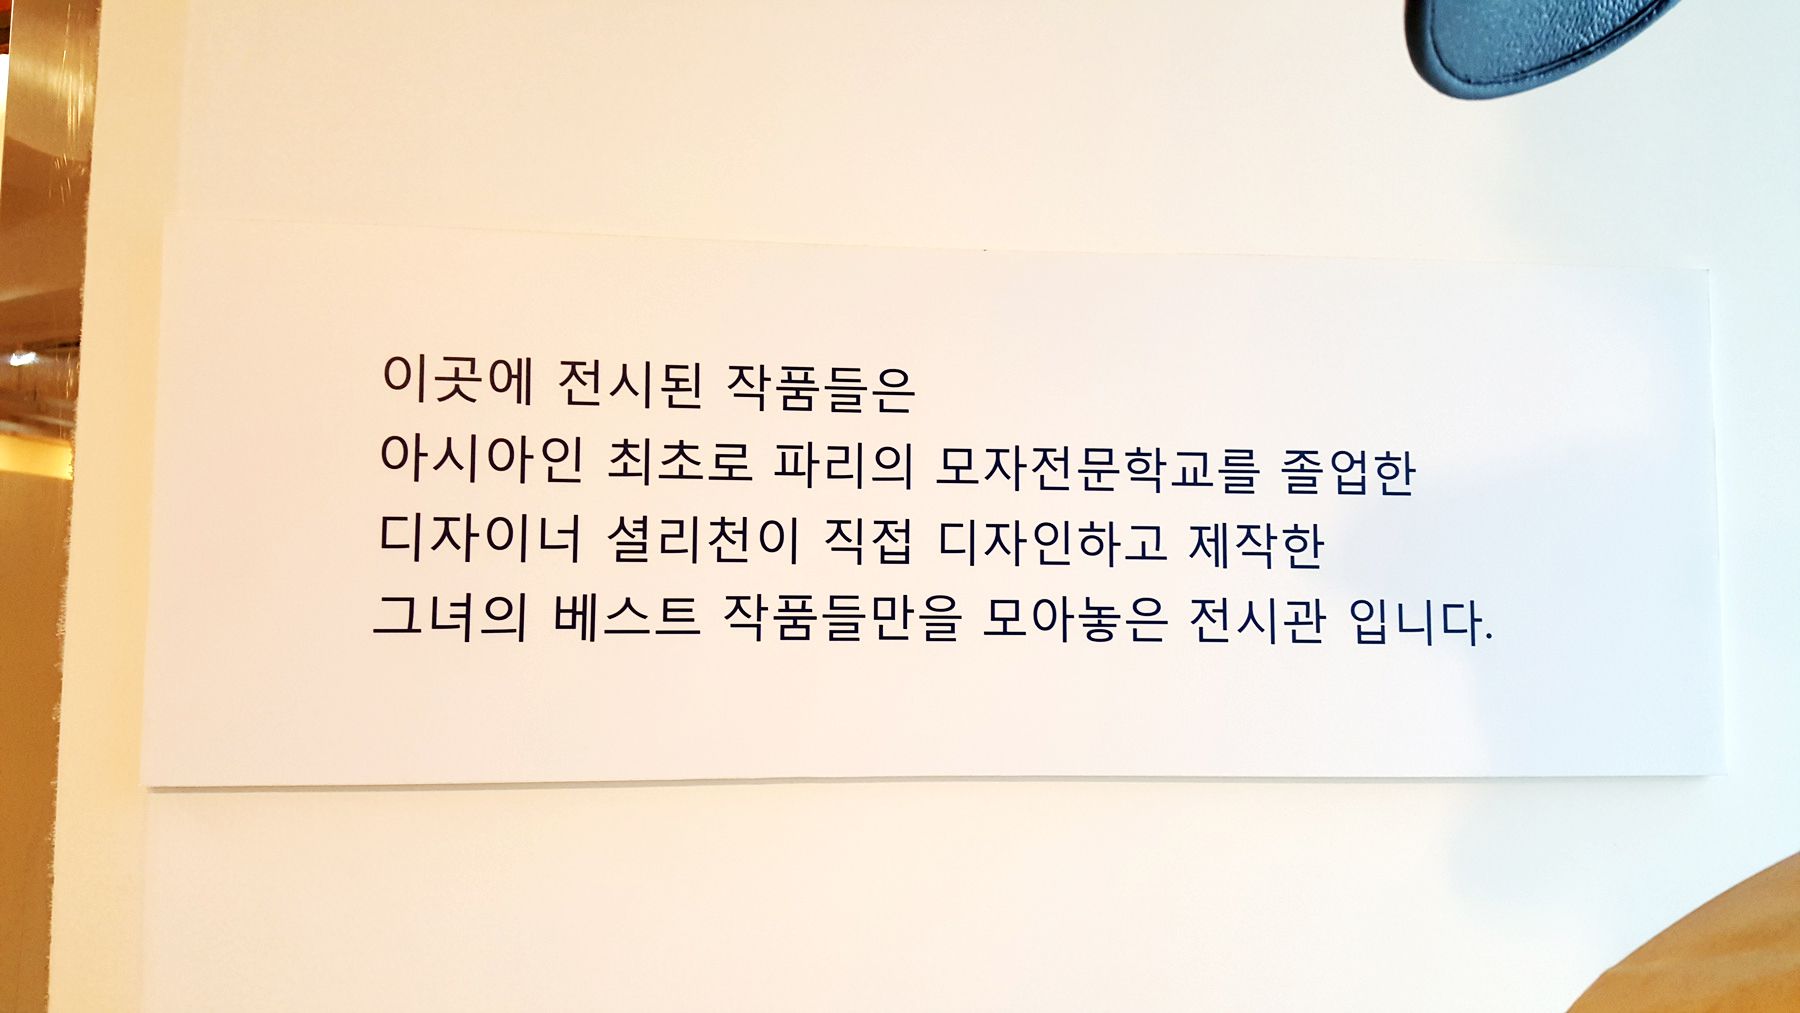 이곳에 전시된 작품들은
아시아인 최초로 파리의 모자전문학교를 졸업한
디자이너 셜리천이 직접 디자인하고 제작한
그녀의 베스트 작품들만을 모아놓은 전시관 입니다.